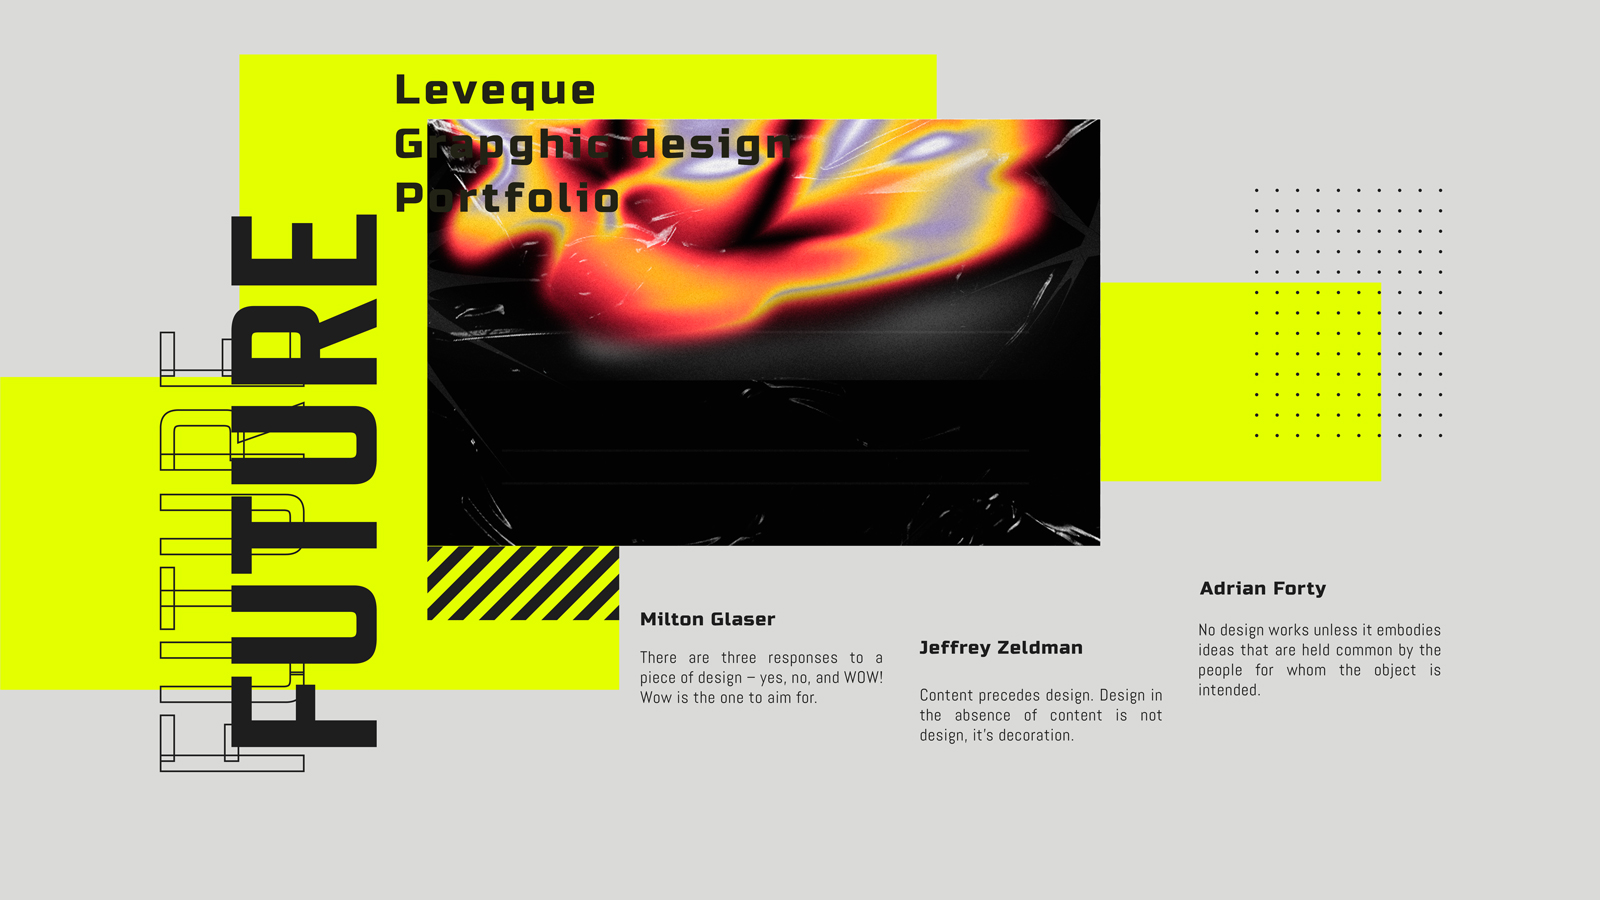 Leveque
Grapghic design
Portfolio
FUTURE
FUTURE
Milton Glaser
There are three responses to a
piece of design – yes, no, and WOW!
Wow is the one to aim for.
Jeffrey Zeldman
Content precedes design. Design in
the absence of content is not
design, it’s decoration.
Adrian Forty
No design works unless it embodies
ideas that are held common by the
people for whom the object is
intended.